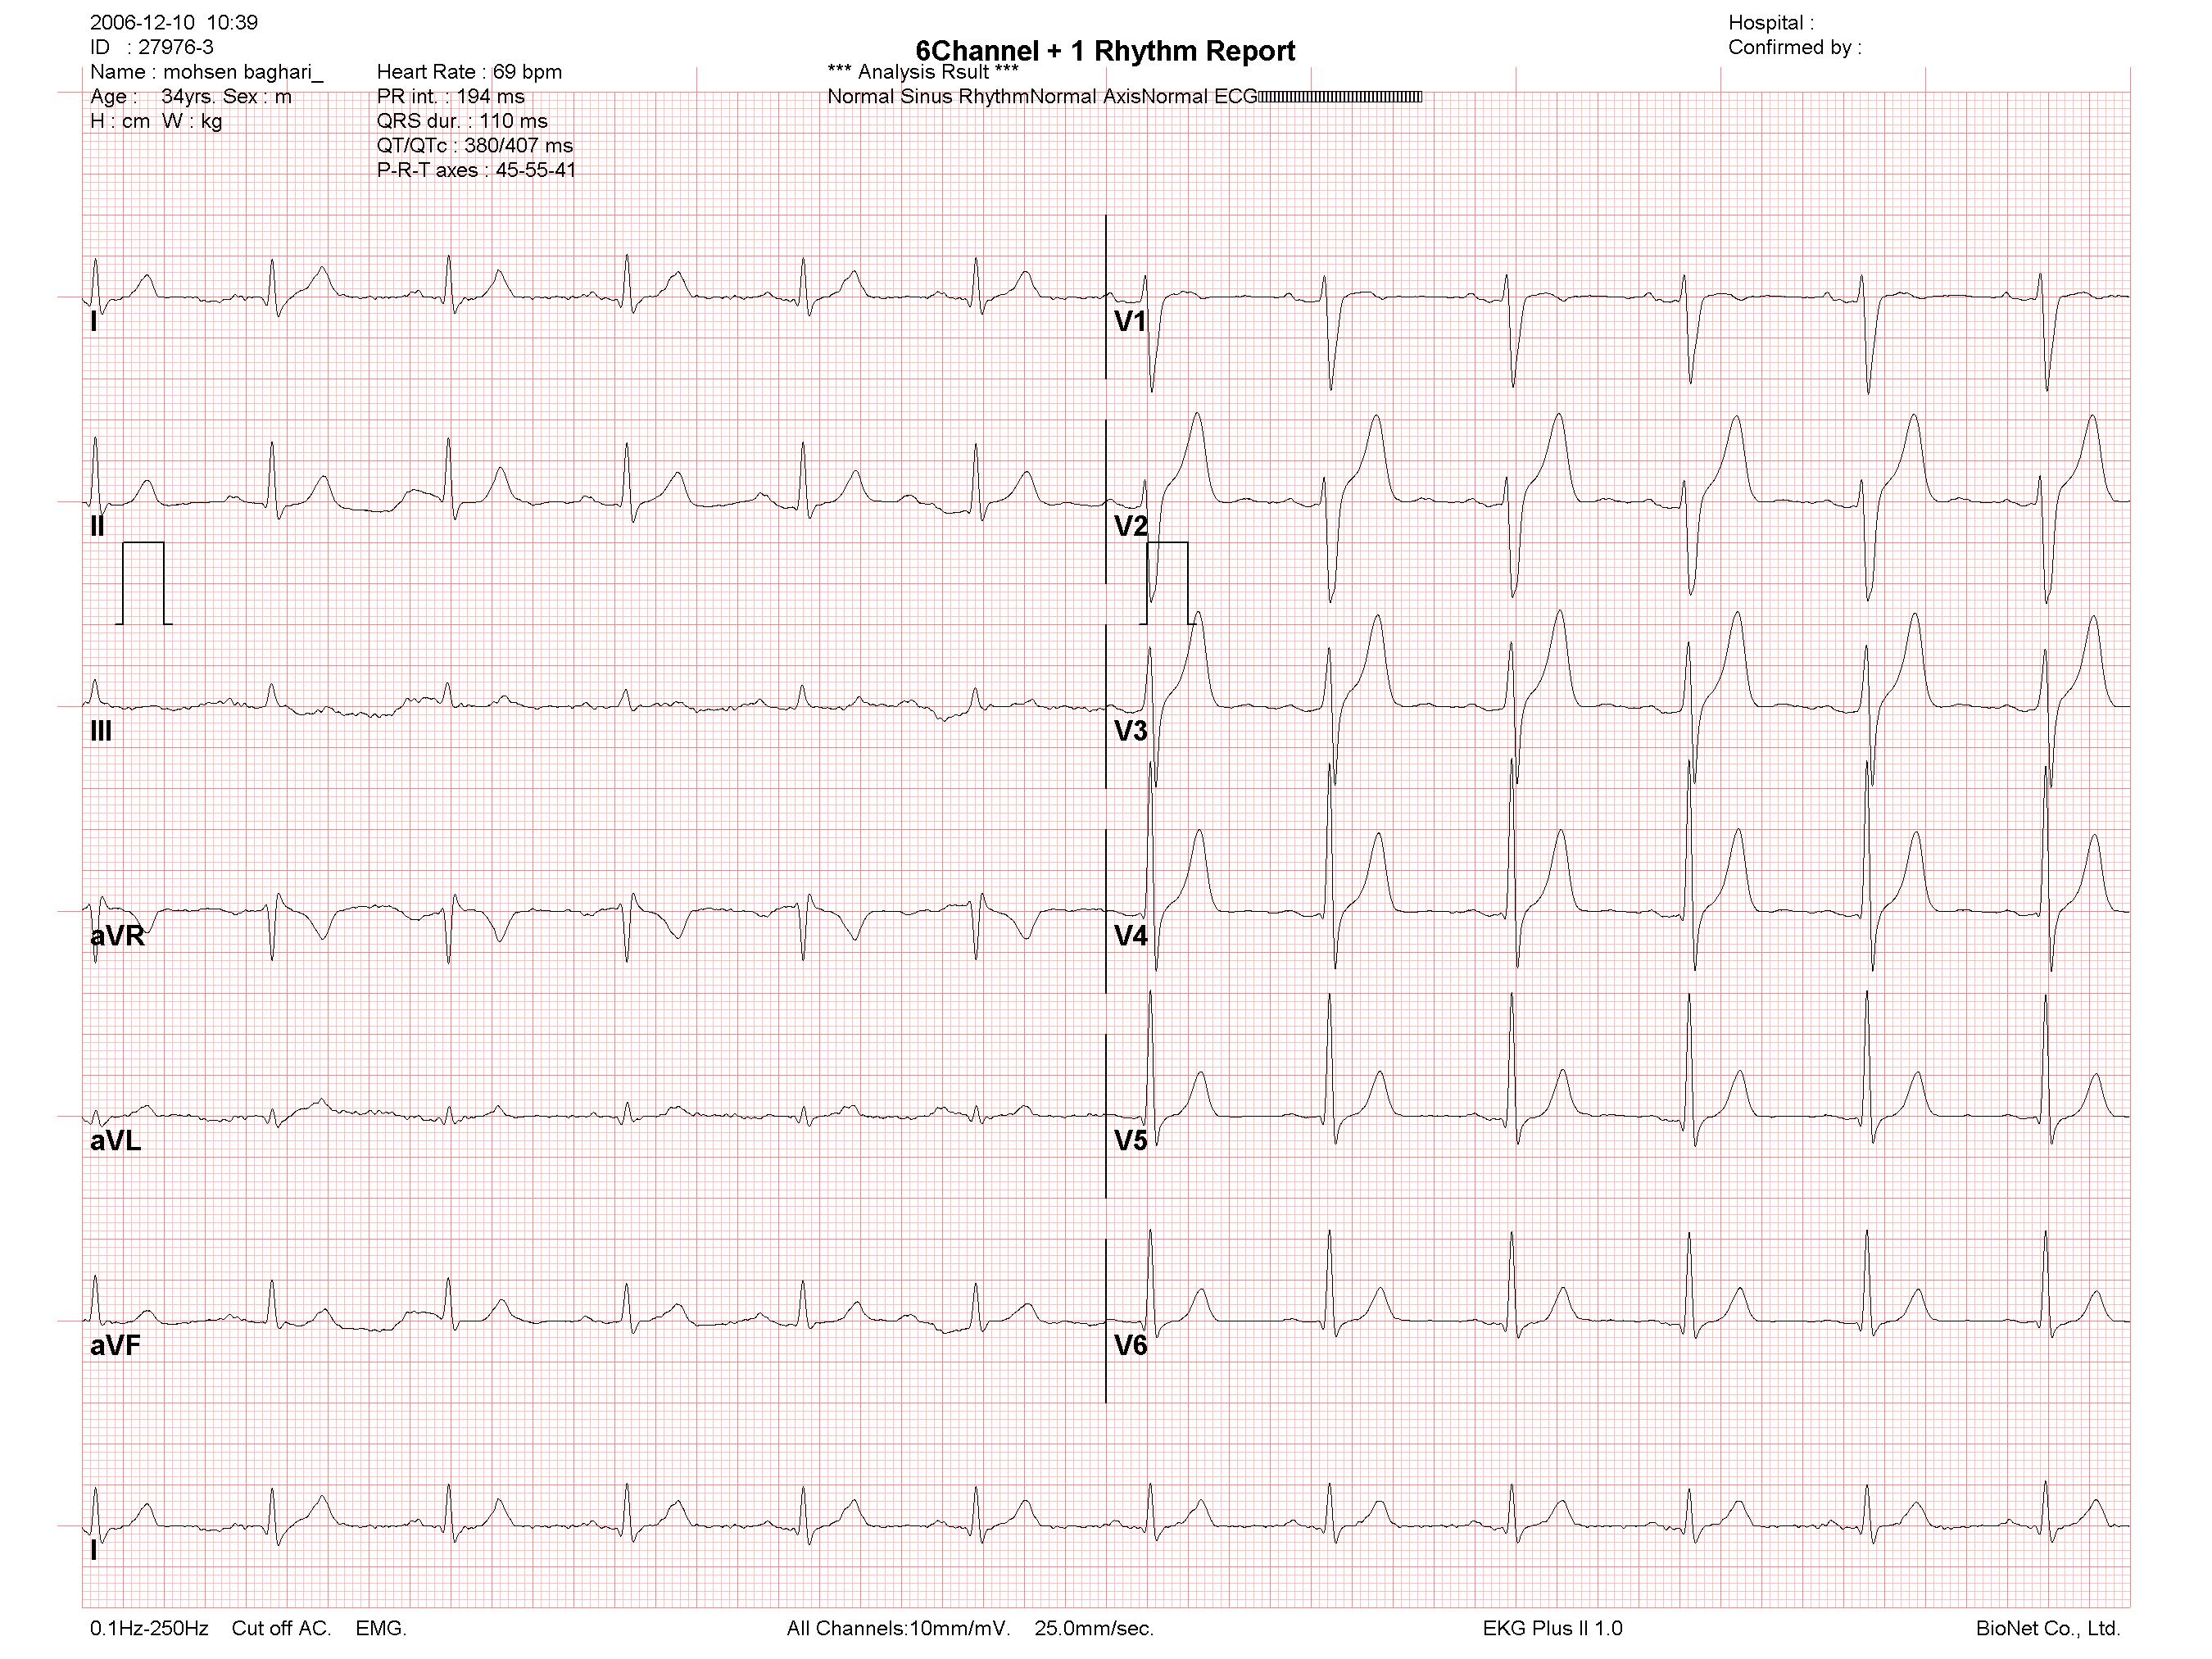 2006-12-10 10:39
ID : 27976-3
Name : mohsen baghari_
Age : 34yrs. Sex : m
H : cm W : kg
Heart Rate : 69 bpm
PR int. : 194 ms
QRS dur. : 110 ms
QT/QTc : 380/407 ms
P-R-T axes : 45-55-41
6Channel + 1 Rhythm Report
*** Analysis Rsult ***
Normal Sinus RhythmNormal AxisNormal ECG
Hospital :
Confirmed by :
I
V1
II
V2
III
V3
aVR
V4
aVL
V5
aVF
V6
I
0.1Hz-250Hz Cut off AC. EMG. All Channels:10mm/mV. 25.0mm/sec. EKG Plus II 1.0 BioNet Co., Ltd.